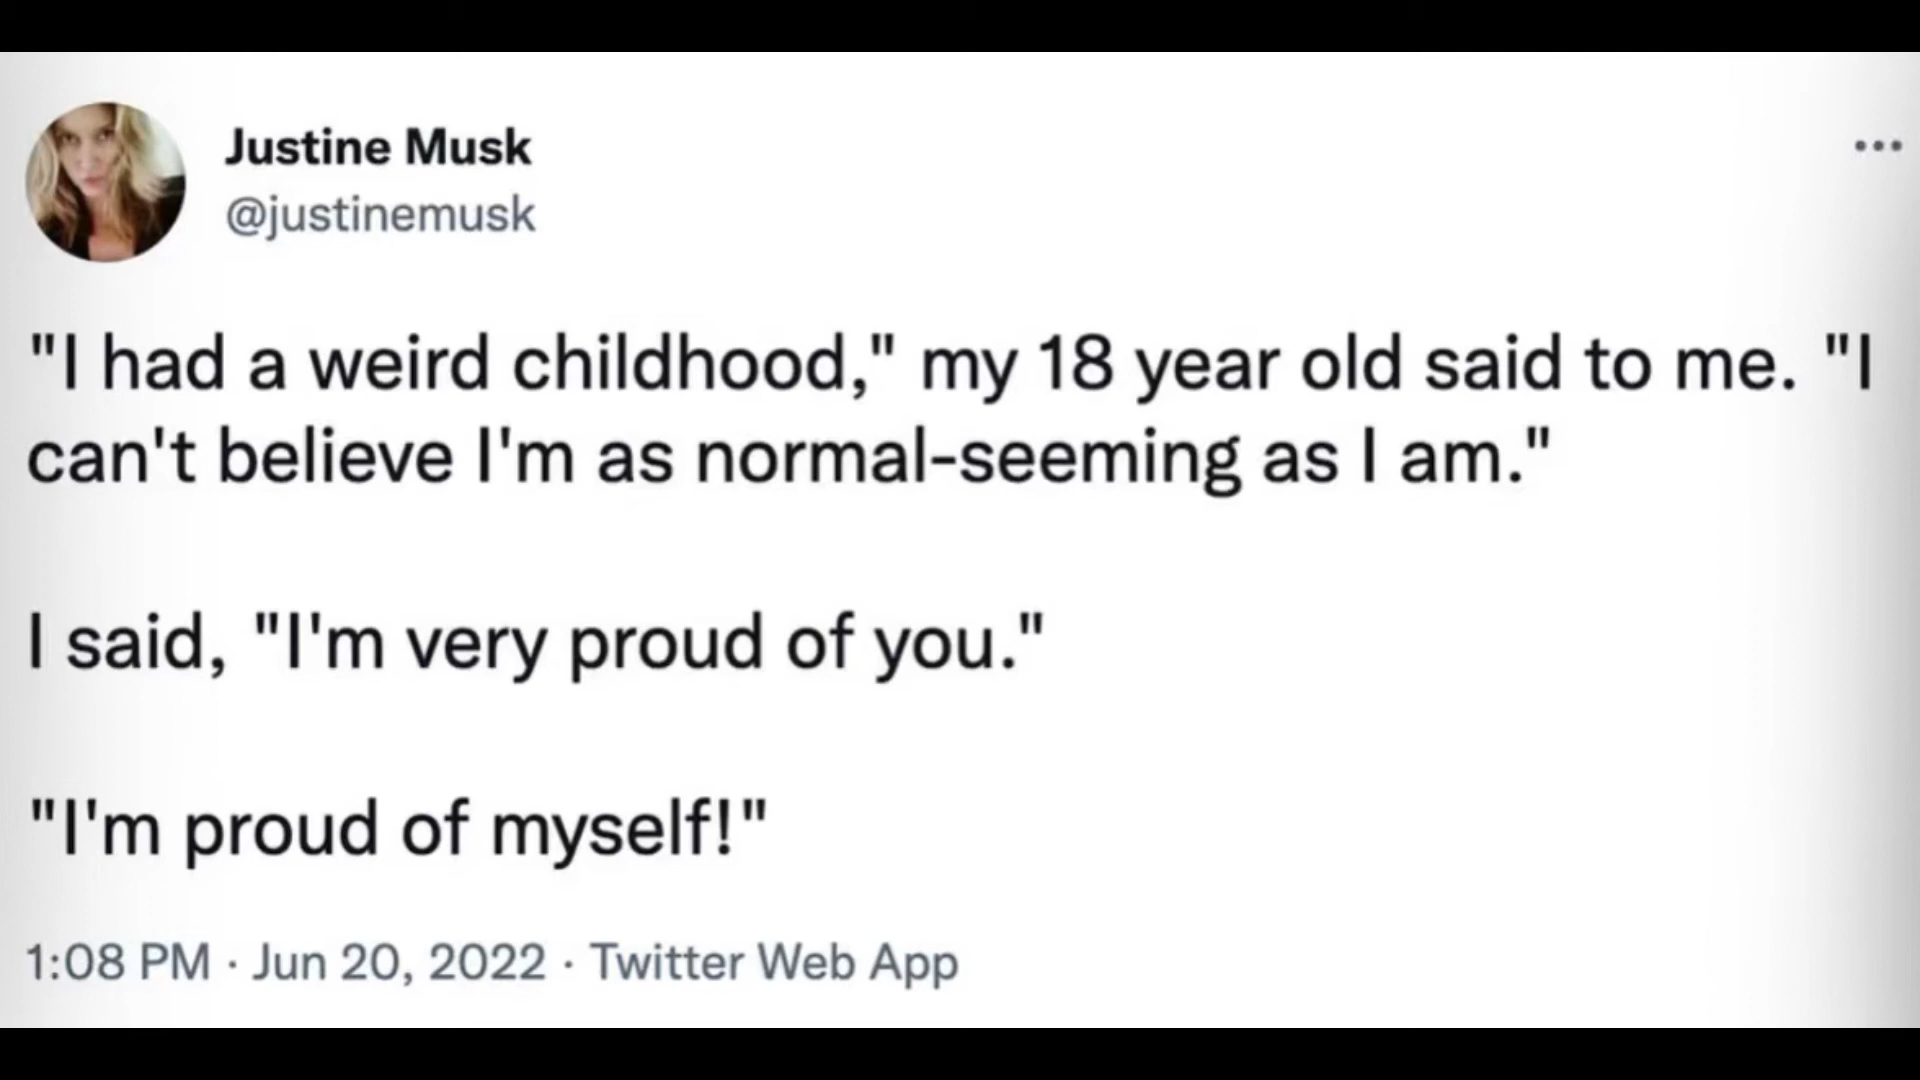 Justine Musk
@justinemusk
"I had a weird childhood," my 18 year old said to me. "I
can't believe I'm as normal-seeming as I am."
I said, "I'm very proud of you."
"I'm proud of myself!"
1:08 PM · Jun 20, 2022 · Twitter Web App